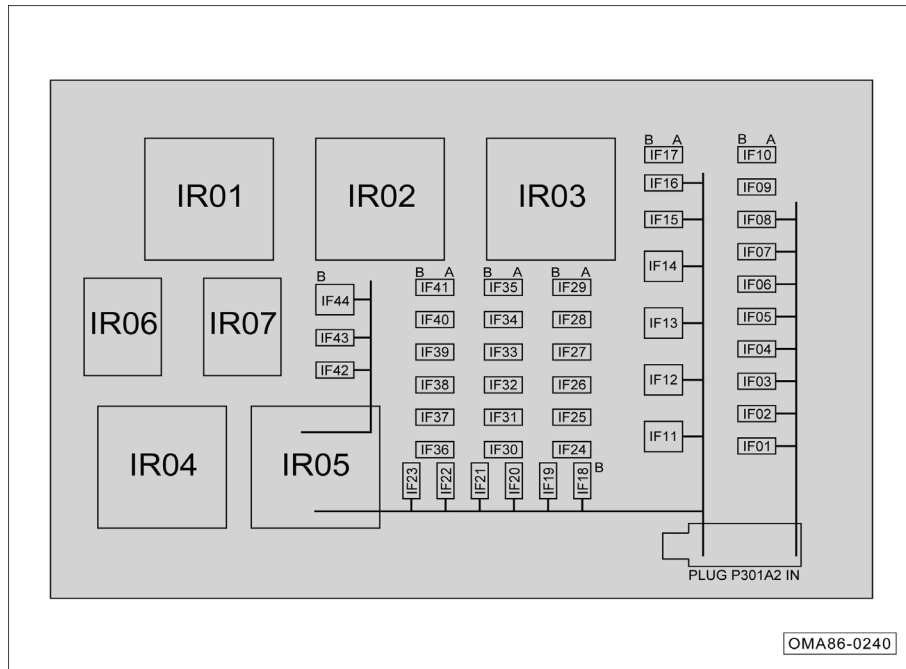 B A B A
IF17 IF10
IR01 IR02 IR03 IF16 IF09
IF15 IF08
IF14 IF07
B B A B A B A
IF44 IF41 IF35 IF29 IF06
IR06 IR07 IF43 IF40 IF34 IF28 IF13 IF05
IF42 IF39 IF33 IF27 IF04
IF38 IF32 IF26 IF12 IF03
IF37 IF31 IF25 IF02
IR04 IR05 IF36 IF30 IF24 IF11 IF01
IF23 IF22 IF21 IF20 IF19 IF18 B
PLUG P301A2 IN
OMA86-0240